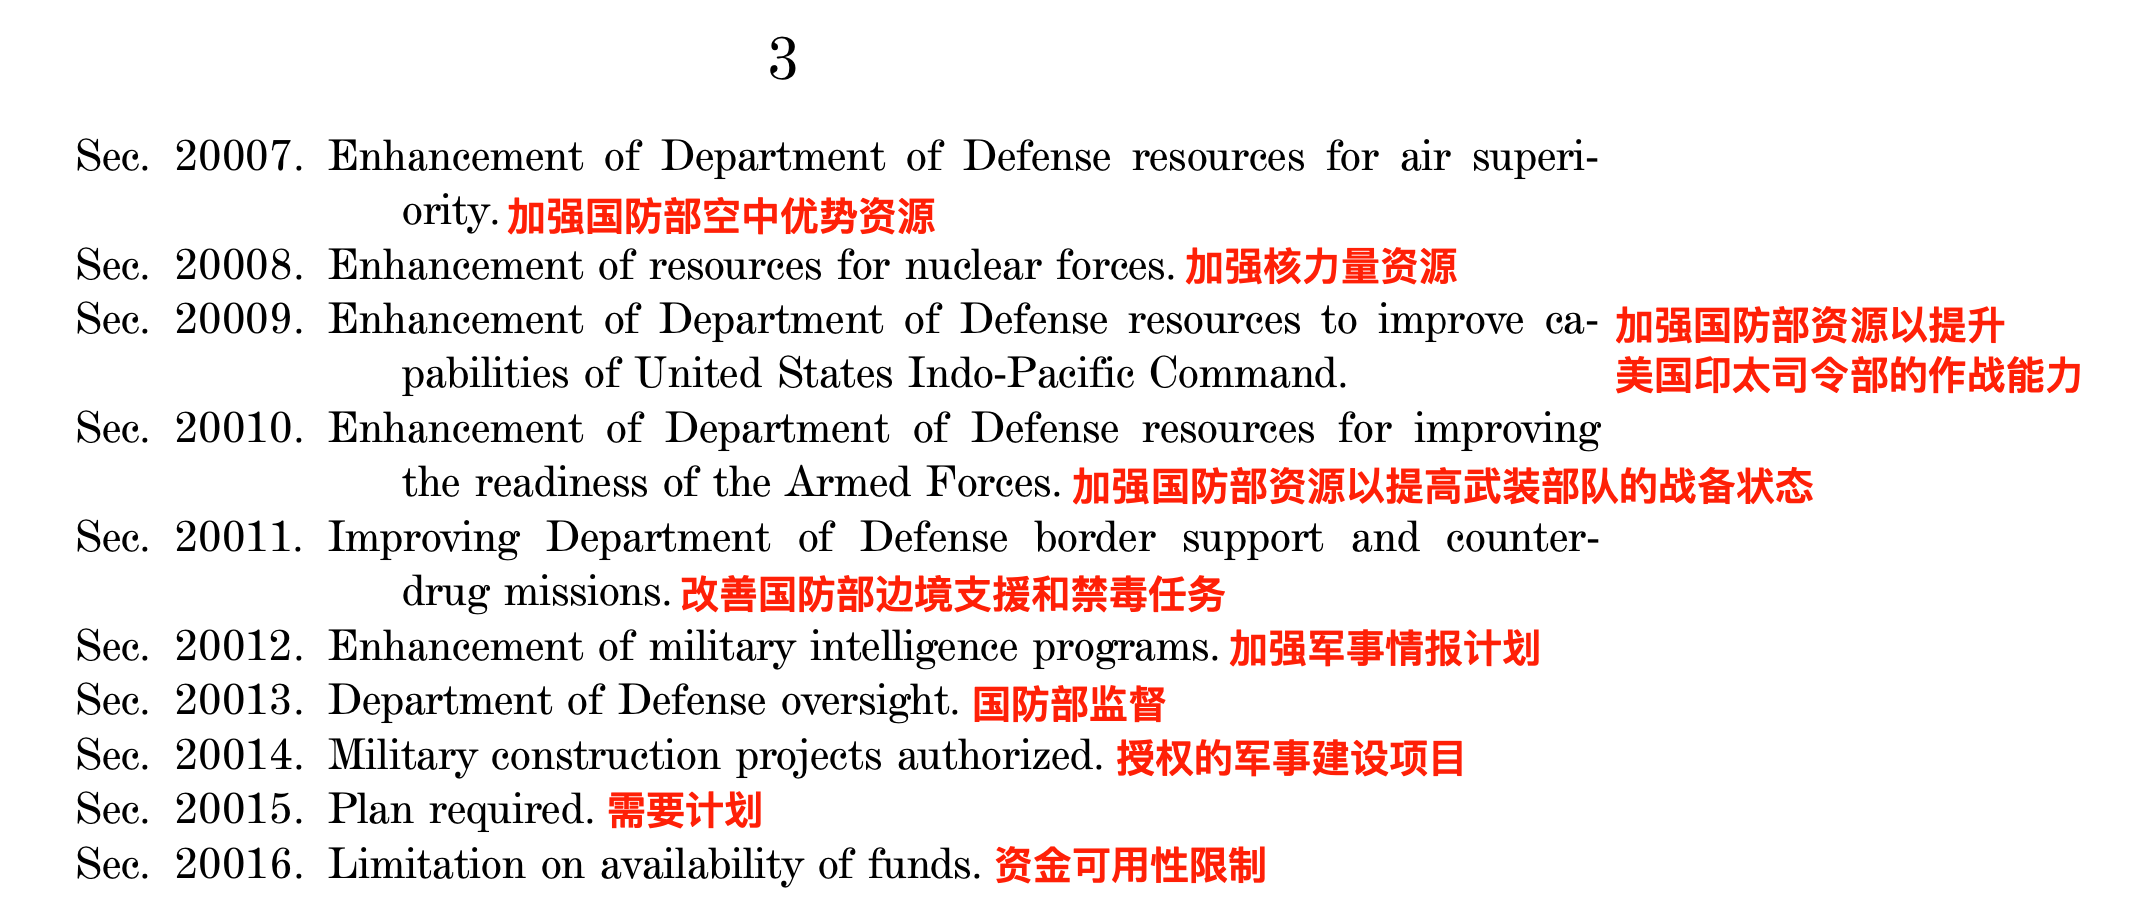 3
Sec. 20007. Enhancement of Department of Defense resources for air superi-
ority. 加强国防部空中优势资源
Sec. 20008. Enhancement of resources for nuclear forces. 加强核力量资源
Sec. 20009. Enhancement of Department of Defense resources to improve ca- 加强国防部资源以提升
pabilities of United States Indo-Pacific Command. 美国印太司令部的作战能力
Sec. 20010. Enhancement of Department of Defense resources for improving
the readiness of the Armed Forces. 加强国防部资源以提高武装部队的战备状态
Sec. 20011. Improving Department of Defense border support and counter-
drug missions. 改善国防部边境支援和禁毒任务
Sec. 20012. Enhancement of military intelligence programs. 加强军事情报计划
Sec. 20013. Department of Defense oversight. 国防部监督
Sec. 20014. Military construction projects authorized. 授权的军事建设项目
Sec. 20015. Plan required. 需要计划
Sec. 20016. Limitation on availability of funds. 资金可用性限制